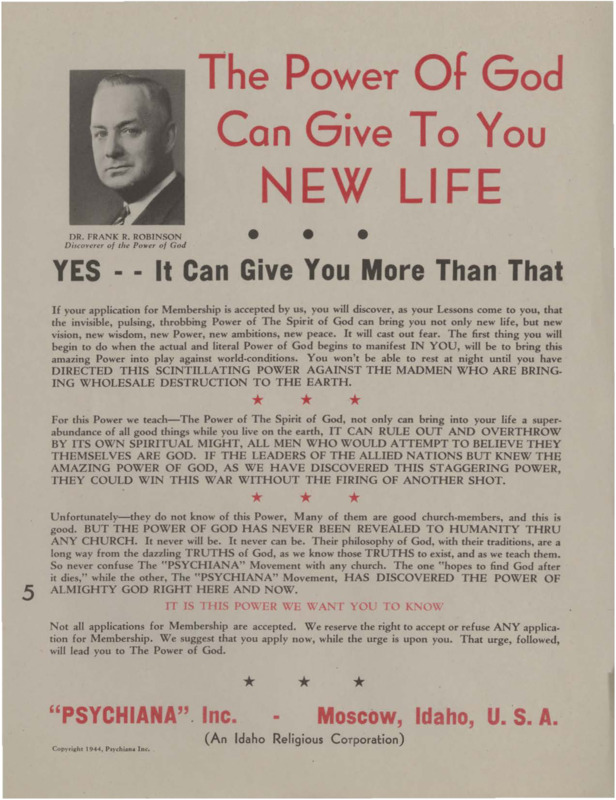 The Power Of God
Can Give To You
NEW LIFE
DR. FRANK R. ROBINSON
Discoverer of the Power of God
YES - - It Can Give You More Than That
If your application for Membership is accepted by us, you will discover, as your Lessons come to you, that
the invisible, pulsing, throbbing Power of The Spirit of God can bring you not only new life, but new
vision, new wisdom, new Power, new ambitions, new peace. It will cast out fear. The first thing you will
begin to do when the actual and literal Power of God begins to manifest IN YOU, will be to bring this
amazing Power into play against world-conditions. You won't be able to rest at night until you have
DIRECTED THIS SCINTILLATING POWER AGAINST THE MADMEN WHO ARE BRING-
ING WHOLESALE DESTRUCTION TO THE EARTH.
★ ★ ★
For this Power we teach—The Power of The Spirit of God, not only can bring into your life a super-
abundance of all good things while you live on the earth, IT CAN RULE OUT AND OVERTHROW
BY ITS OWN SPIRITUAL MIGHT, ALL MEN WHO WOULD ATTEMPT TO BELIEVE THEY
THEMSELVES ARE GOD. IF THE LEADERS OF THE ALLIED NATIONS BUT KNEW THE
AMAZING POWER OF GOD, AS WE HAVE DISCOVERED THIS STAGGERING POWER,
THEY COULD WIN THIS WAR WITHOUT THE FIRING OF ANOTHER SHOT.
★ ★ ★
Unfortunately—they do not know of this Power, Many of them are good church-members, and this is
good. BUT THE POWER OF GOD HAS NEVER BEEN REVEALED TO HUMANITY THRU
ANY CHURCH. It never will be. It never can be. Their philosophy of God, with their traditions, are a
long way from the dazzling TRUTHS of God, as we know those TRUTHS to exist, and as we teach them.
So never confuse The "PSYCHIANA" Movement with any church. The one "hopes to find God after
it dies," while the other, The "PSYCHIANA" Movement, HAS DISCOVERED THE POWER OF
ALMIGHTY GOD RIGHT HERE AND NOW.
5
IT IS THIS POWER WE WANT YOU TO KNOW
Not all applications for Membership are accepted. We reserve the right to accept or refuse ANY applica-
tion for Membership. We suggest that you apply now, while the urge is upon you. That urge, followed,
will lead you to The Power of God.
★ ★ ★
"PSYCHIANA". Inc. - Moscow, Idaho, U. S. A.
(An Idaho Religious Corporation)
Copyright 1944, Psychiana Inc.